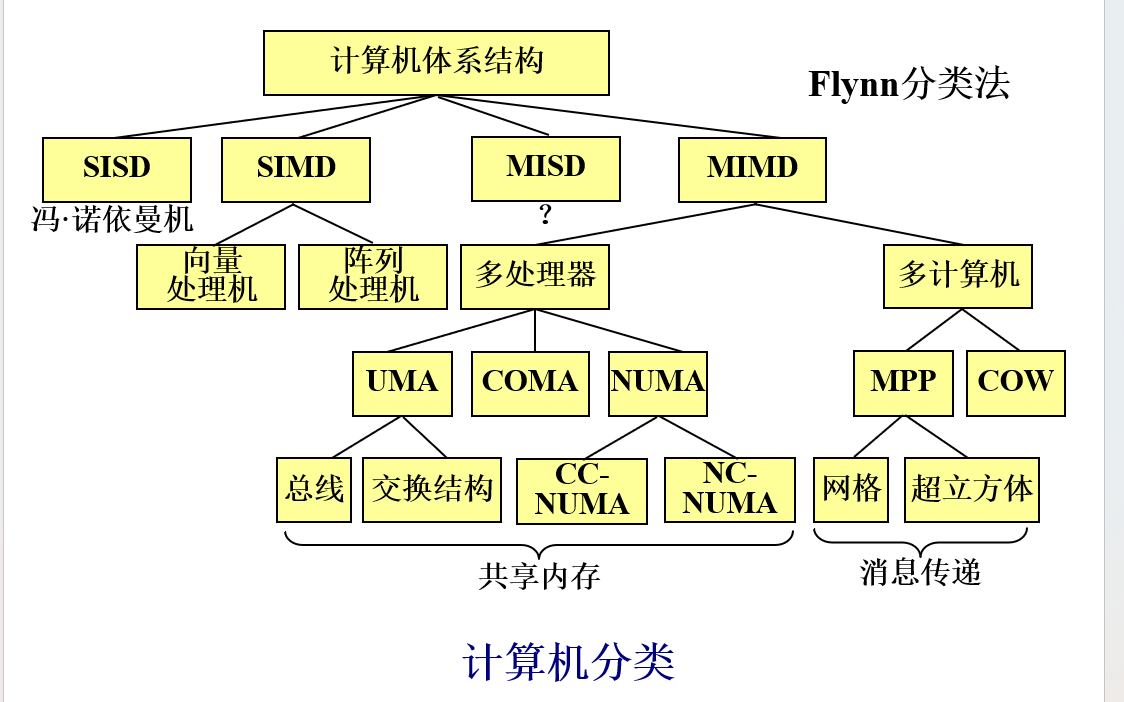 计算机体系结构
Flynn分类法
SISD
SIMD
MISD
MIMD
冯·诺依曼机
?
向量
处理机
阵列
处理机
多处理器
多计算机
UMA
COMA
NUMA
MPP
COW
总线
交换结构
CC-
NUMA
NC-
NUMA
网格
超立方体
共享内存
消息传递
计算机分类